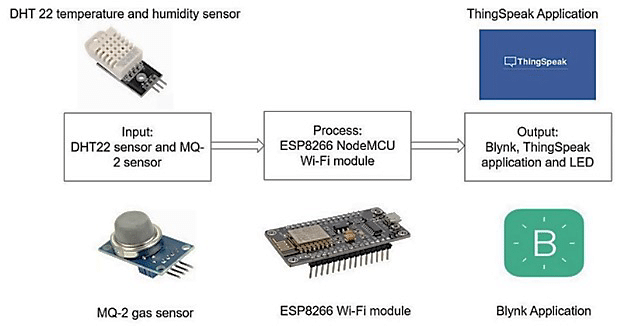 DHT 22 temperature and humidity sensor
ThingSpeak Application
ThingSpeak
Input:
DHT22 sensor and MQ-
2 sensor
Process:
ESP8266 NodeMCU
Wi-Fi module
Output:
Blynk, ThingSpeak
application and LED
B
MQ-2 gas sensor
ESP8266 Wi-Fi module
Blynk Application